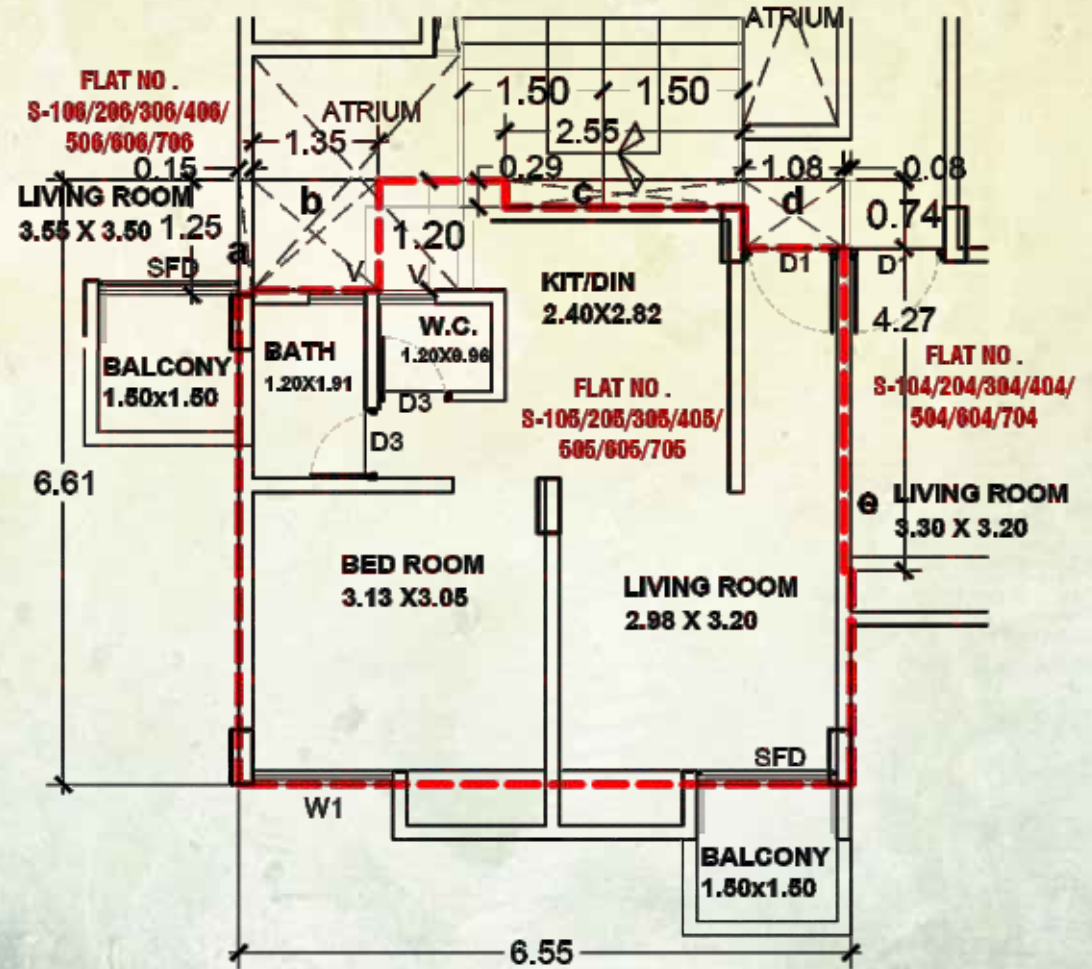 ATRIUM
FLAT NO .
S-106/206/306/406/
506/606/706
1.50
1.50
ATRIUM
1.35
2.55
0.15
0.29
1.08
0.08
LIVING ROOM
3.55 X 3.50
1.25
b
c
d
0.74
a
1.20
SFD
V
V
D1
D'
KIT/DIN
2.40X2.82
4.27
W.C.
1.20X0.96
BATH
1.20X1.91
BALCONY
1.50x1.50
FLAT NO .
S-104/204/304/404/
504/604/704
FLAT NO .
S-105/205/305/405/
505/605/705
D3
D3
6.61
e
LIVING ROOM
3.30 X 3.20
BED ROOM
3.13 X3.05
LIVING ROOM
2.98 X 3.20
SFD
W1
BALCONY
1.50x1.50
6.55